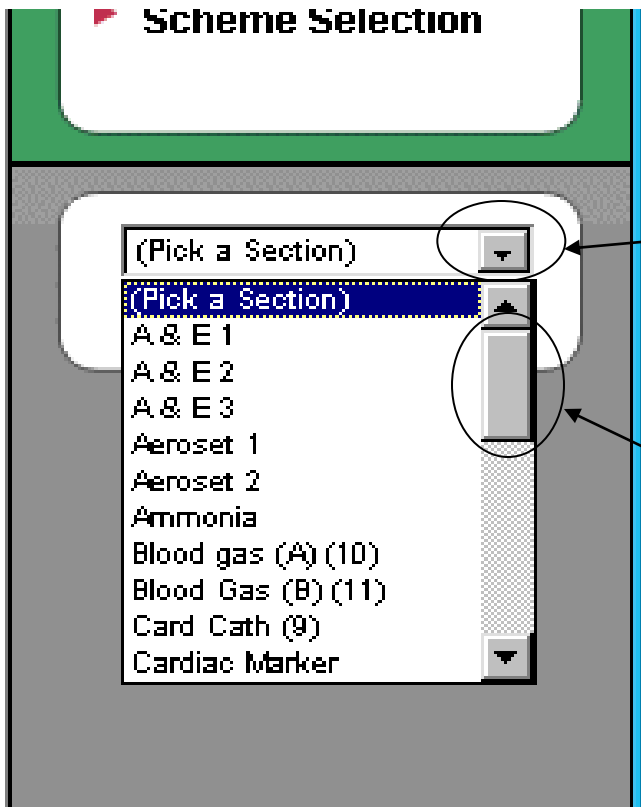 Scheme Selection
(Pick a Section)
(Pick a Section)
A & E 1
A & E 2
A & E 3
Aeroset 1
Aeroset 2
Ammonia
Blood gas (A) (10)
Blood Gas (B) (11)
Card Cath (9)
Cardiac Marker